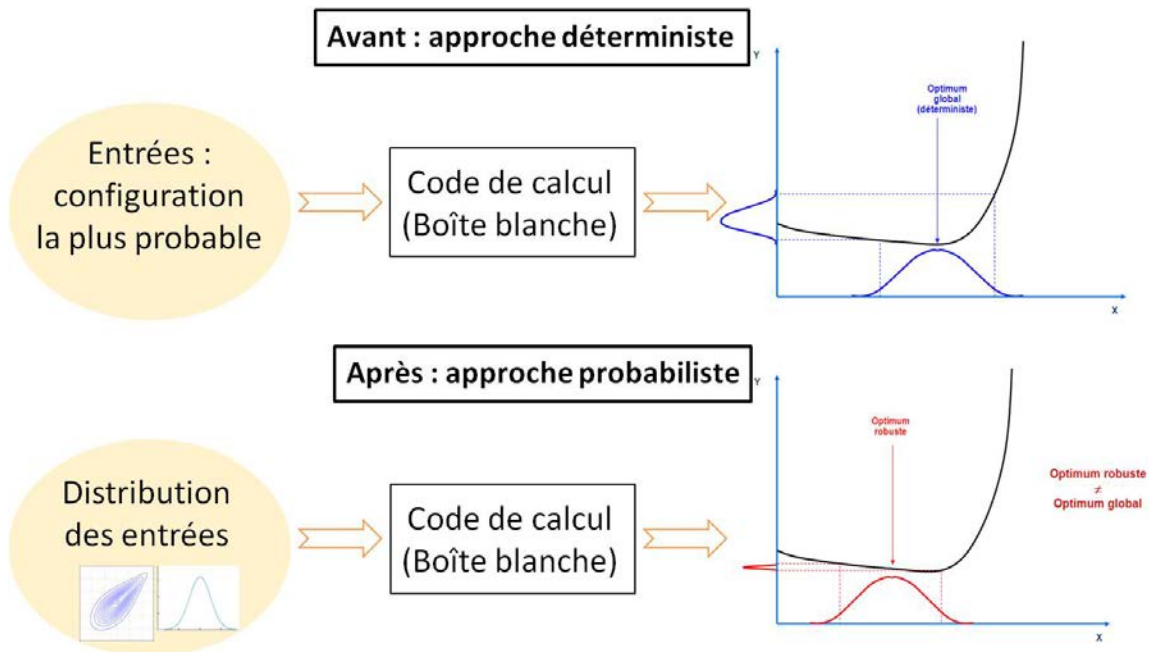 Avant : approche déterministe
Entrées :
configuration
la plus probable
Code de calcul
(Boîte blanche)
Y
Optimum
global
(déterministe)
X
Après : approche probabiliste
Distribution
des entrées
Code de calcul
(Boîte blanche)
Y
Optimum
robuste
Optimum robuste
≠
Optimum global
X